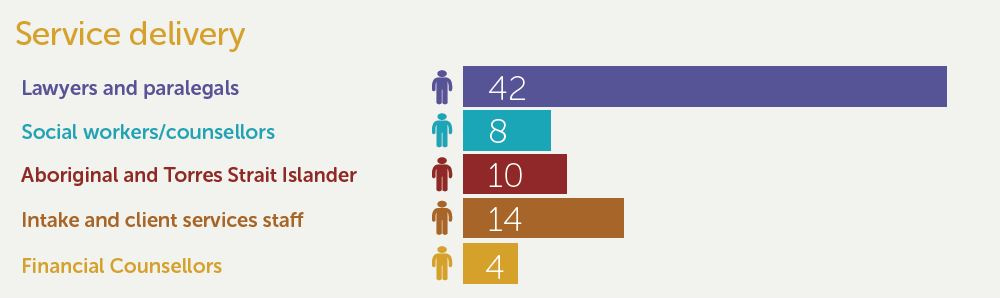 Service delivery
Lawyers and paralegals 42
Social workers/counsellors 8
Aboriginal and Torres Strait Islander 10
Intake and client services staff 14
Financial Counsellors 4